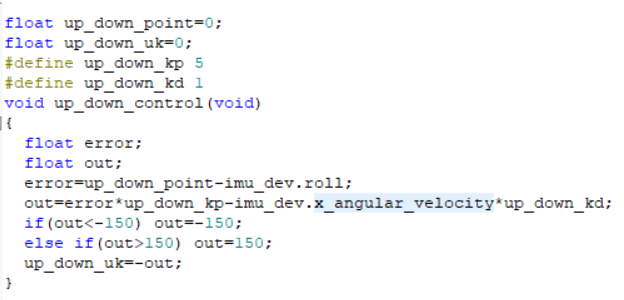 float up_down_point=0;
float up_down_uk=0;
#define up_down_kp 5
#define up_down_kd 1
void up_down_control(void)
{
  float error;
  float out;
  error=up_down_point-imu_dev.roll;
  out=error*up_down_kp-imu_dev.x_angular_velocity*up_down_kd;
  if(out<-150) out=-150;
  else if(out>150) out=150;
  up_down_uk=-out;
}